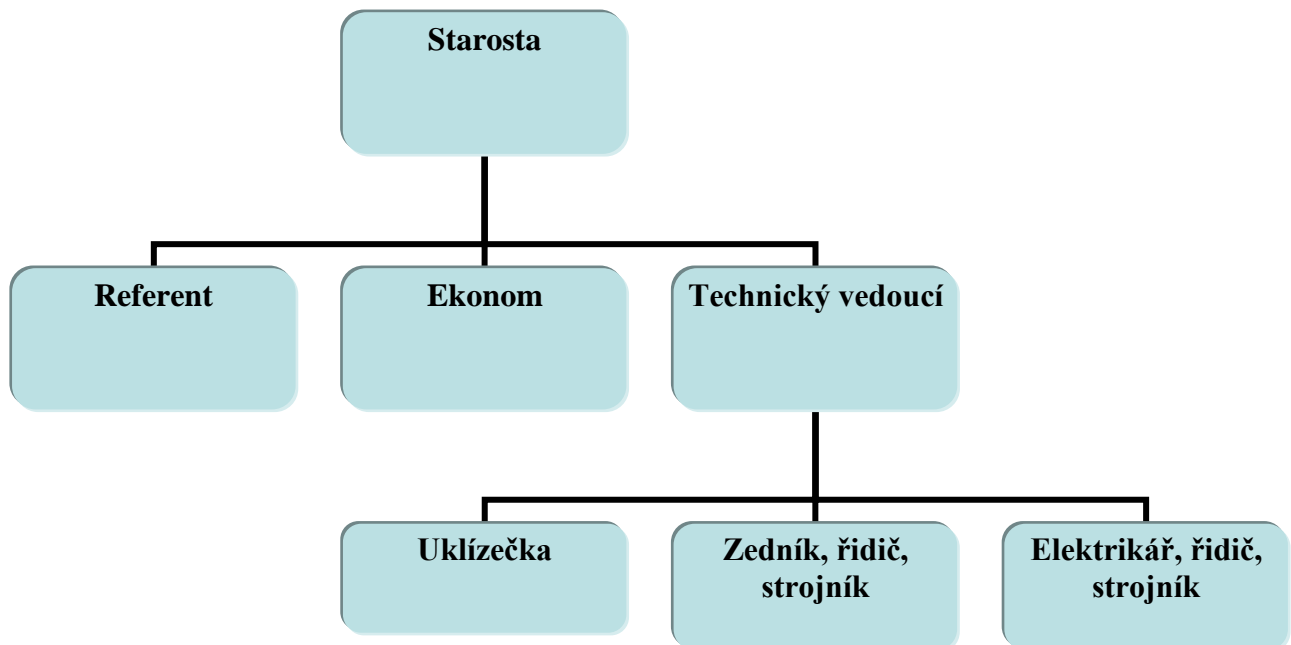 Starosta
Referent
Ekonom
Technický vedoucí
Uklízečka
Zedník, řidič,
strojník
Elektrikář, řidič,
strojník